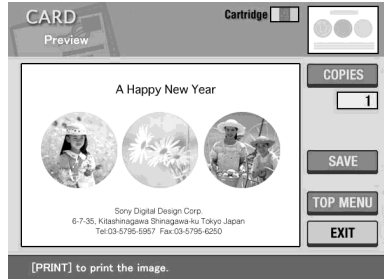 CARD
Preview
Cartridge
A Happy New Year
Sony Digital Design Corp.
6-7-35, Kitashinagawa Shinagawa-ku Tokyo Japan
Tel:03-5795-5957 Fax:03-5795-6250
COPIES
1
SAVE
TOP MENU
EXIT
[PRINT] to print the image.